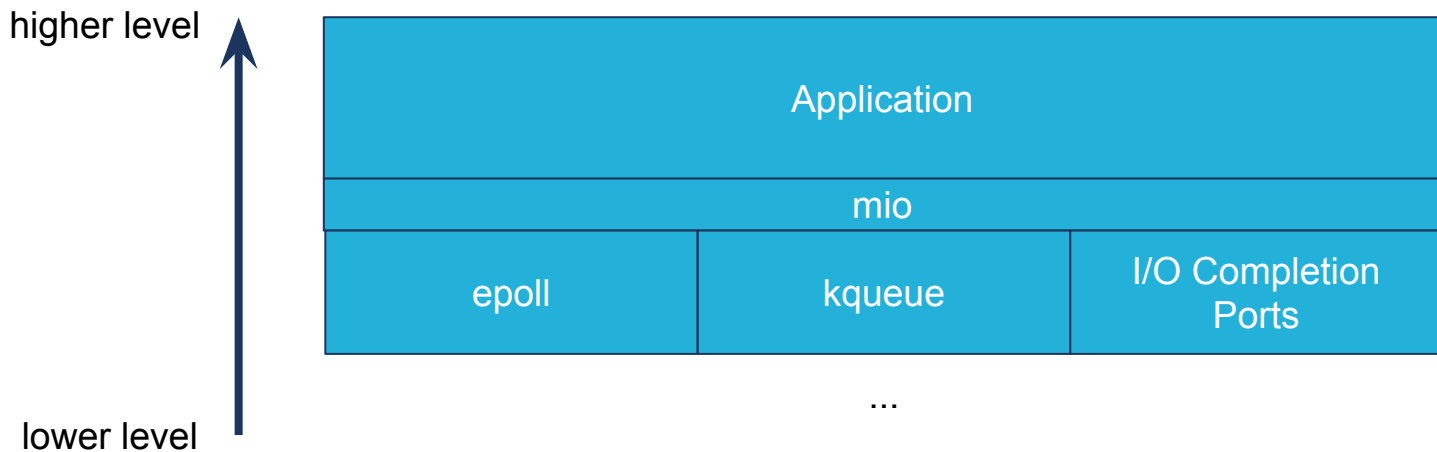 higher level
Application
mio
epoll
kqueue
I/O Completion
Ports
...
lower level